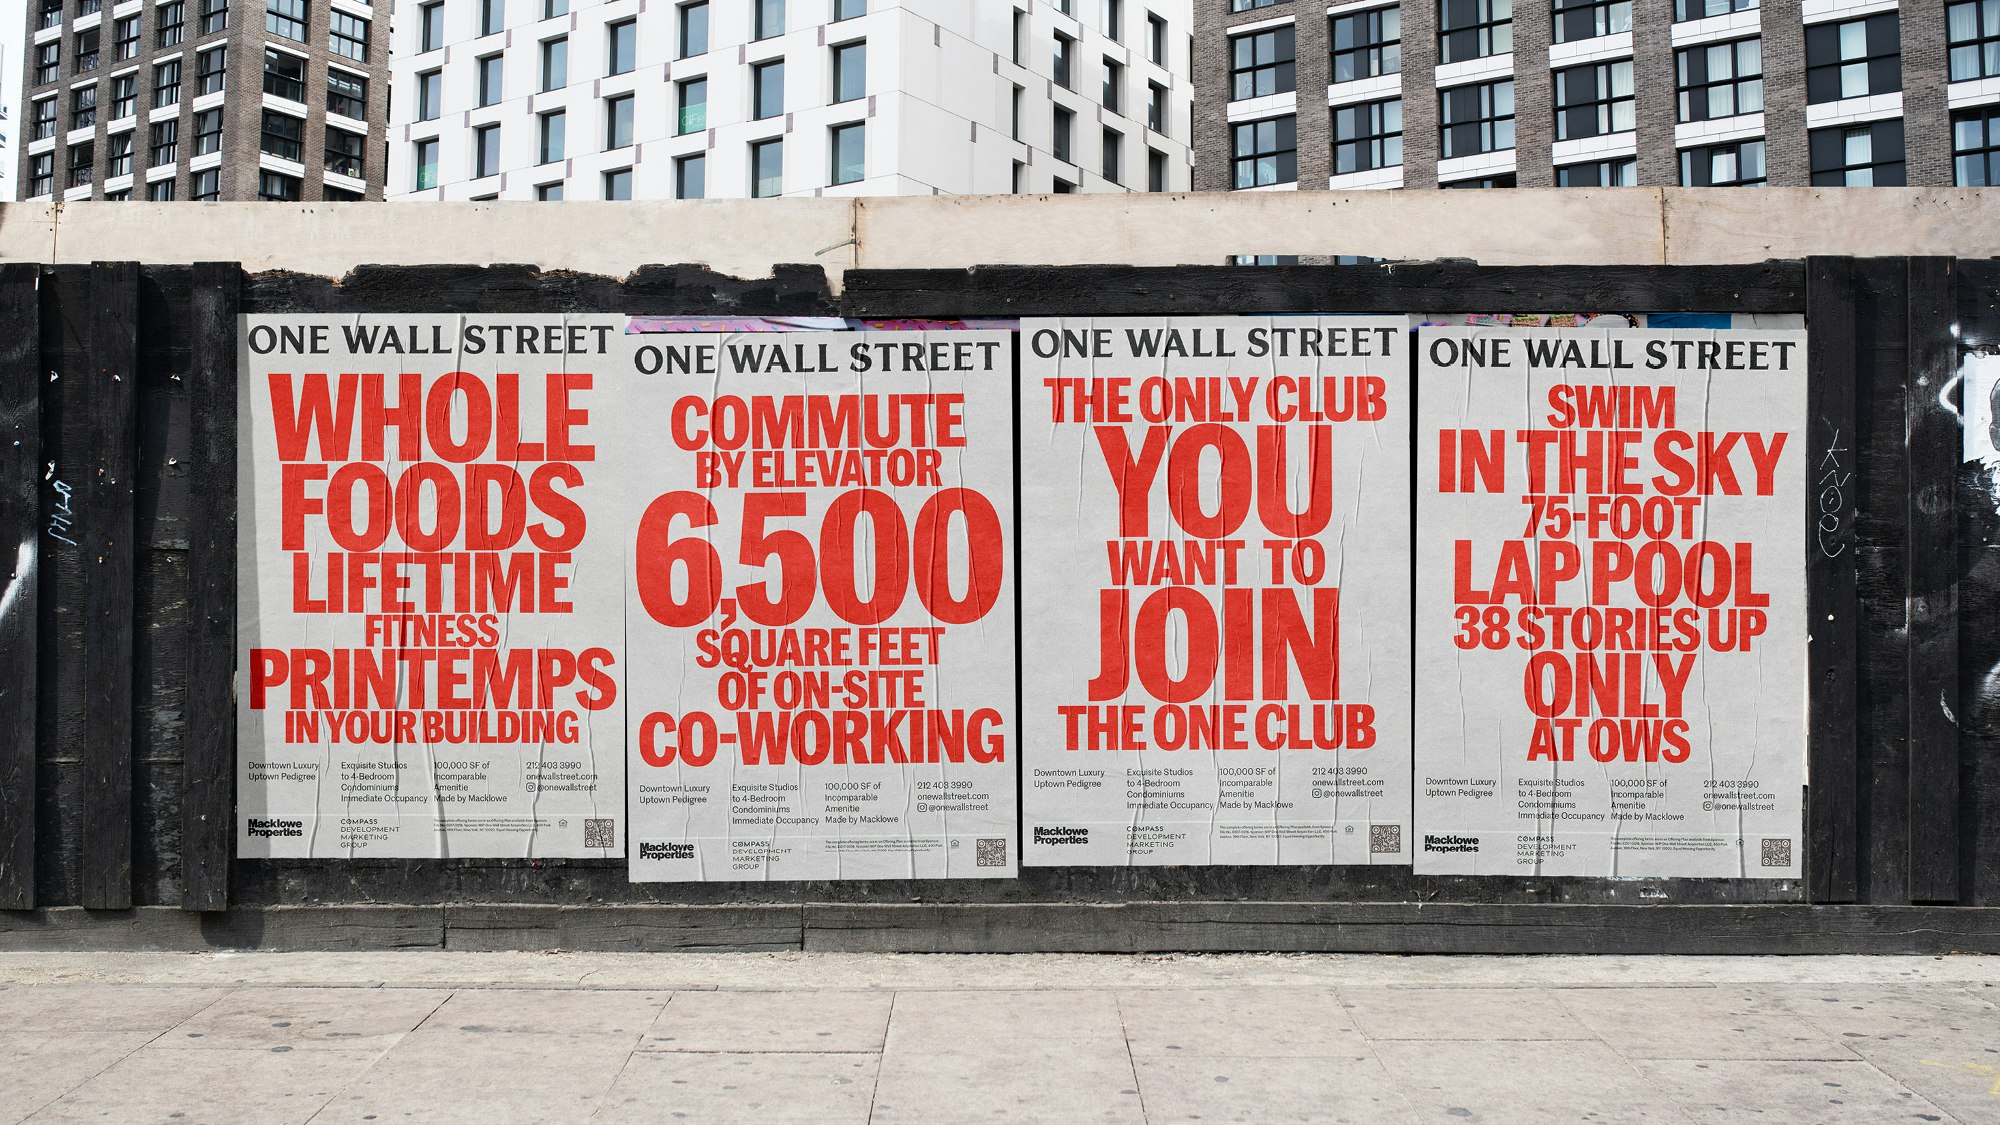 ONE WALL STREET
WHOLE
FOODS
LIFETIME
FITNESS
PRINTEMPS
IN YOUR BUILDING
Downtown Luxury
Uptown Pedigree
Exquisite Studios
to 4-Bedroom
Condominiums
Immediate Occupancy
100,000 SF of
Incomparable
Amenitie
Made by Macklowe
212 403 3990
onewallstreet.com
@onewallstreet
Macklowe
Properties
COMPASS
DEVELOPMENT
MARKETING
GROUP
ONE WALL STREET
COMMUTE
BY ELEVATOR
6,500
SQUARE FEET
OF ON-SITE
CO-WORKING
Downtown Luxury
Uptown Pedigree
Exquisite Studios
to 4-Bedroom
Condominiums
Immediate Occupancy
100,000 SF of
Incomparable
Amenitie
Made by Macklowe
212 403 3990
onewallstreet.com
@onewallstreet
Macklowe
Properties
COMPASS
DEVELOPMENT
MARKETING
GROUP
ONE WALL STREET
THE ONLY CLUB
YOU
WANT TO
JOIN
THE ONE CLUB
Downtown Luxury
Uptown Pedigree
Exquisite Studios
to 4-Bedroom
Condominiums
Immediate Occupancy
100,000 SF of
Incomparable
Amenitie
Made by Macklowe
212 403 3990
onewallstreet.com
@onewallstreet
Macklowe
Properties
COMPASS
DEVELOPMENT
MARKETING
GROUP
ONE WALL STREET
SWIM
IN THE SKY
75-FOOT
LAP POOL
38 STORIES UP
ONLY
AT OWS
Downtown Luxury
Uptown Pedigree
Exquisite Studios
to 4-Bedroom
Condominiums
Immediate Occupancy
100,000 SF of
Incomparable
Amenitie
Made by Macklowe
212 403 3990
onewallstreet.com
@onewallstreet
Macklowe
Properties
COMPASS
DEVELOPMENT
MARKETING
GROUP